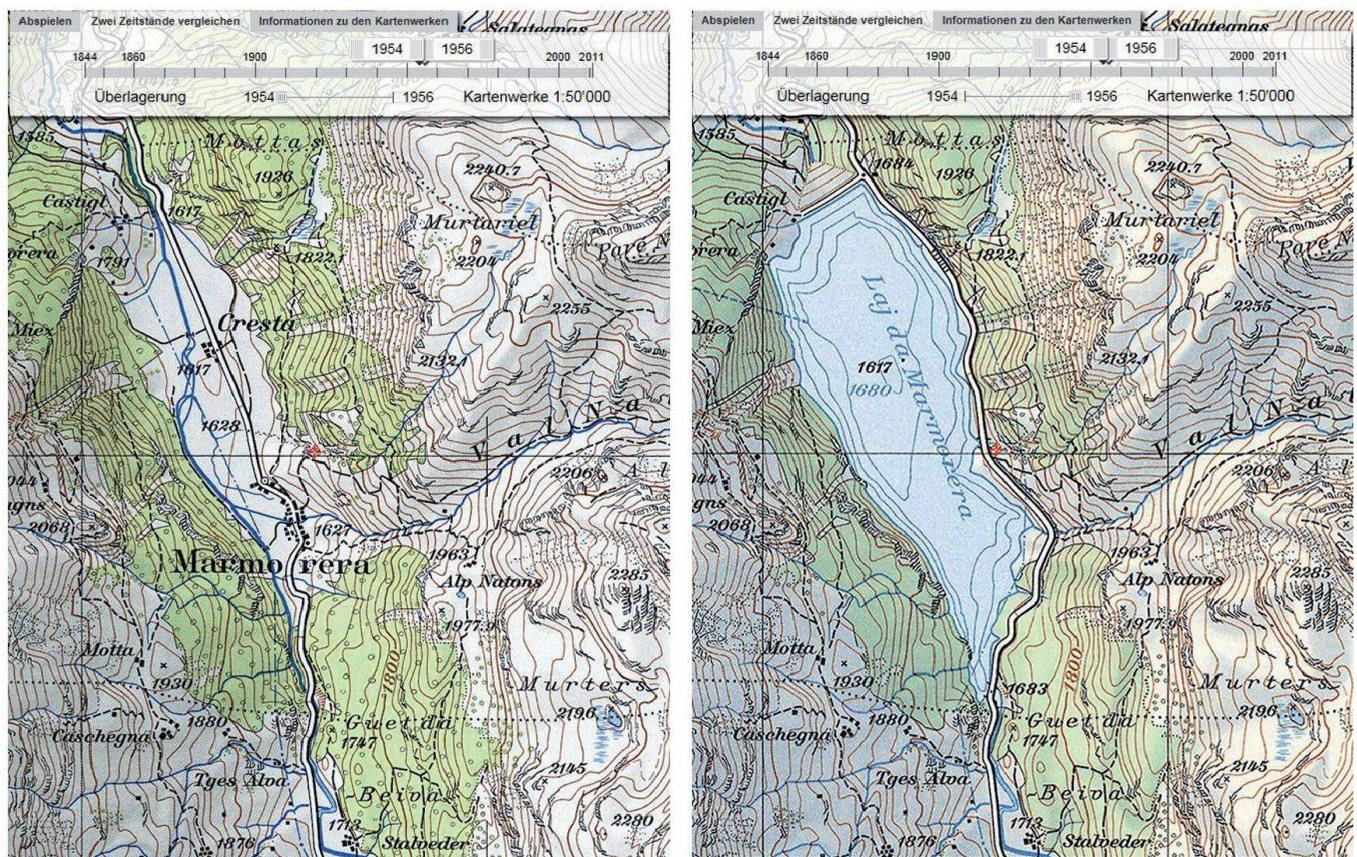 Abspielen Zwei Zeitstände vergleichen Informationen zu den Kartenwerken
Salategnas
1954 1956
1844 1860 1900 2000 2011
Überlagerung 1954 1956 Kartenwerke 1:50'000
1585
Mottas
1926
2240.7
Castigl
1617
Murtariel
1791
1822.1
2204
2255
Miex
Cresta
2132.1
1617
1628
Val Na
2206
2068
1627
Marmorera
1963
Alp Natons
2285
1977.9
Motta
1930
1800
Murters
1880
Guet da
2196
Caschegna
1747
Tges Alva
2145
Beiva
1713
2280
1876
Stalveder
Abspielen Zwei Zeitstände vergleichen Informationen zu den Kartenwerken
Salategnas
1954 1956
1844 1860 1900 2000 2011
Überlagerung 1954 1956 Kartenwerke 1:50'000
1585
Mottas
1684
1926
2240.7
Castigl
Murtariel
1791
1822.1
2204
2255
Laj da Marmorera
Miex
2132.1
1617
1680
Val Na
2206
2068
1963
Alp Natons
2285
1977.9
Motta
1930
1683
1800
Murters
1880
Guet da
2196
Caschegna
1747
Tges Alva
2145
Beiva
1713
2280
1876
Stalveder